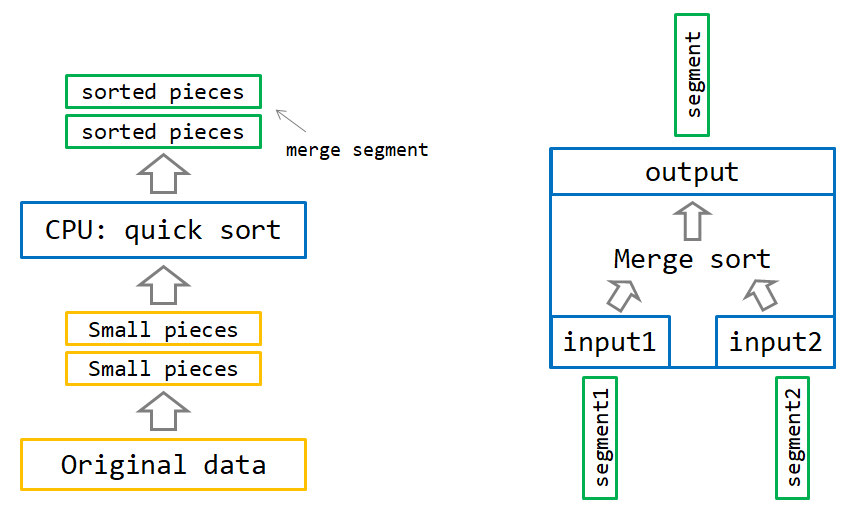 sorted pieces
sorted pieces
merge segment
CPU: quick sort
Small pieces
Small pieces
Original data
segment
output
Merge sort
input1
input2
segment1
segment2